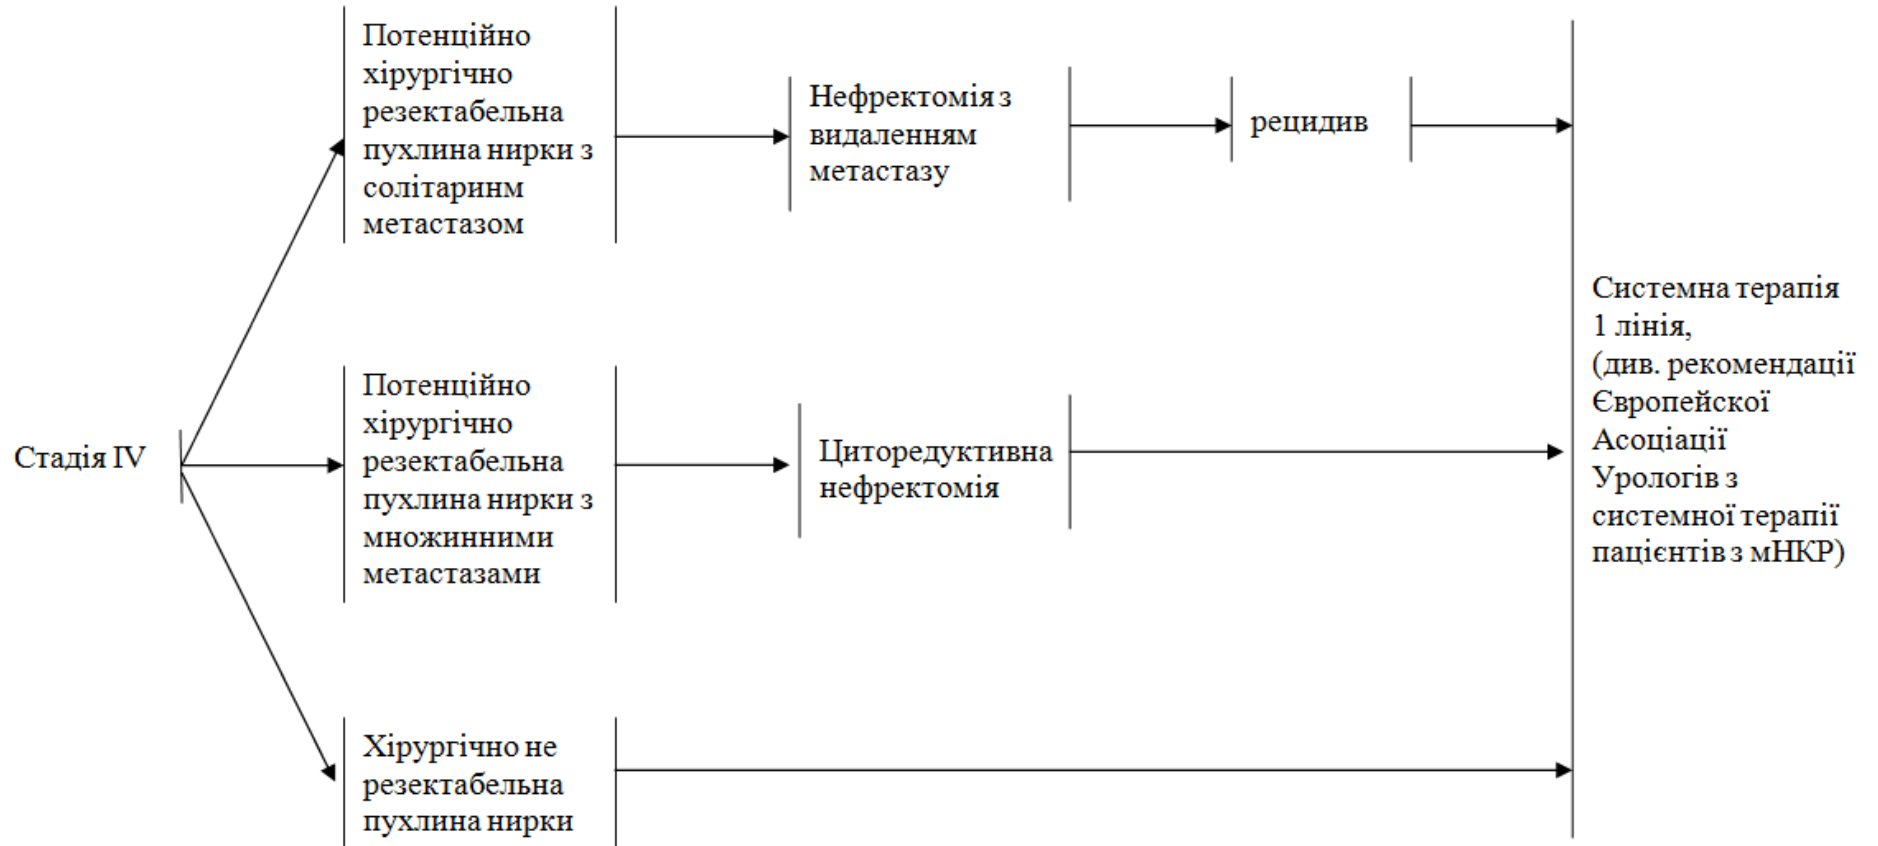 Стадія IV
Потенційно
хірургічно
резектабельна
пухлина нирки з
солітаринм
метастазом
Нефректомія з
видаленням
метастазу
рецидив
Потенційно
хірургічно
резектабельна
пухлина нирки з
множинними
метастазами
Циторедуктивна
нефректомія
Хірургічно не
резектабельна
пухлина нирки
Системна терапія
1 лінія,
(див. рекомендації
Європейскої
Асоціації
Урологів з
системної терапії
пацієнтів з мНКР)